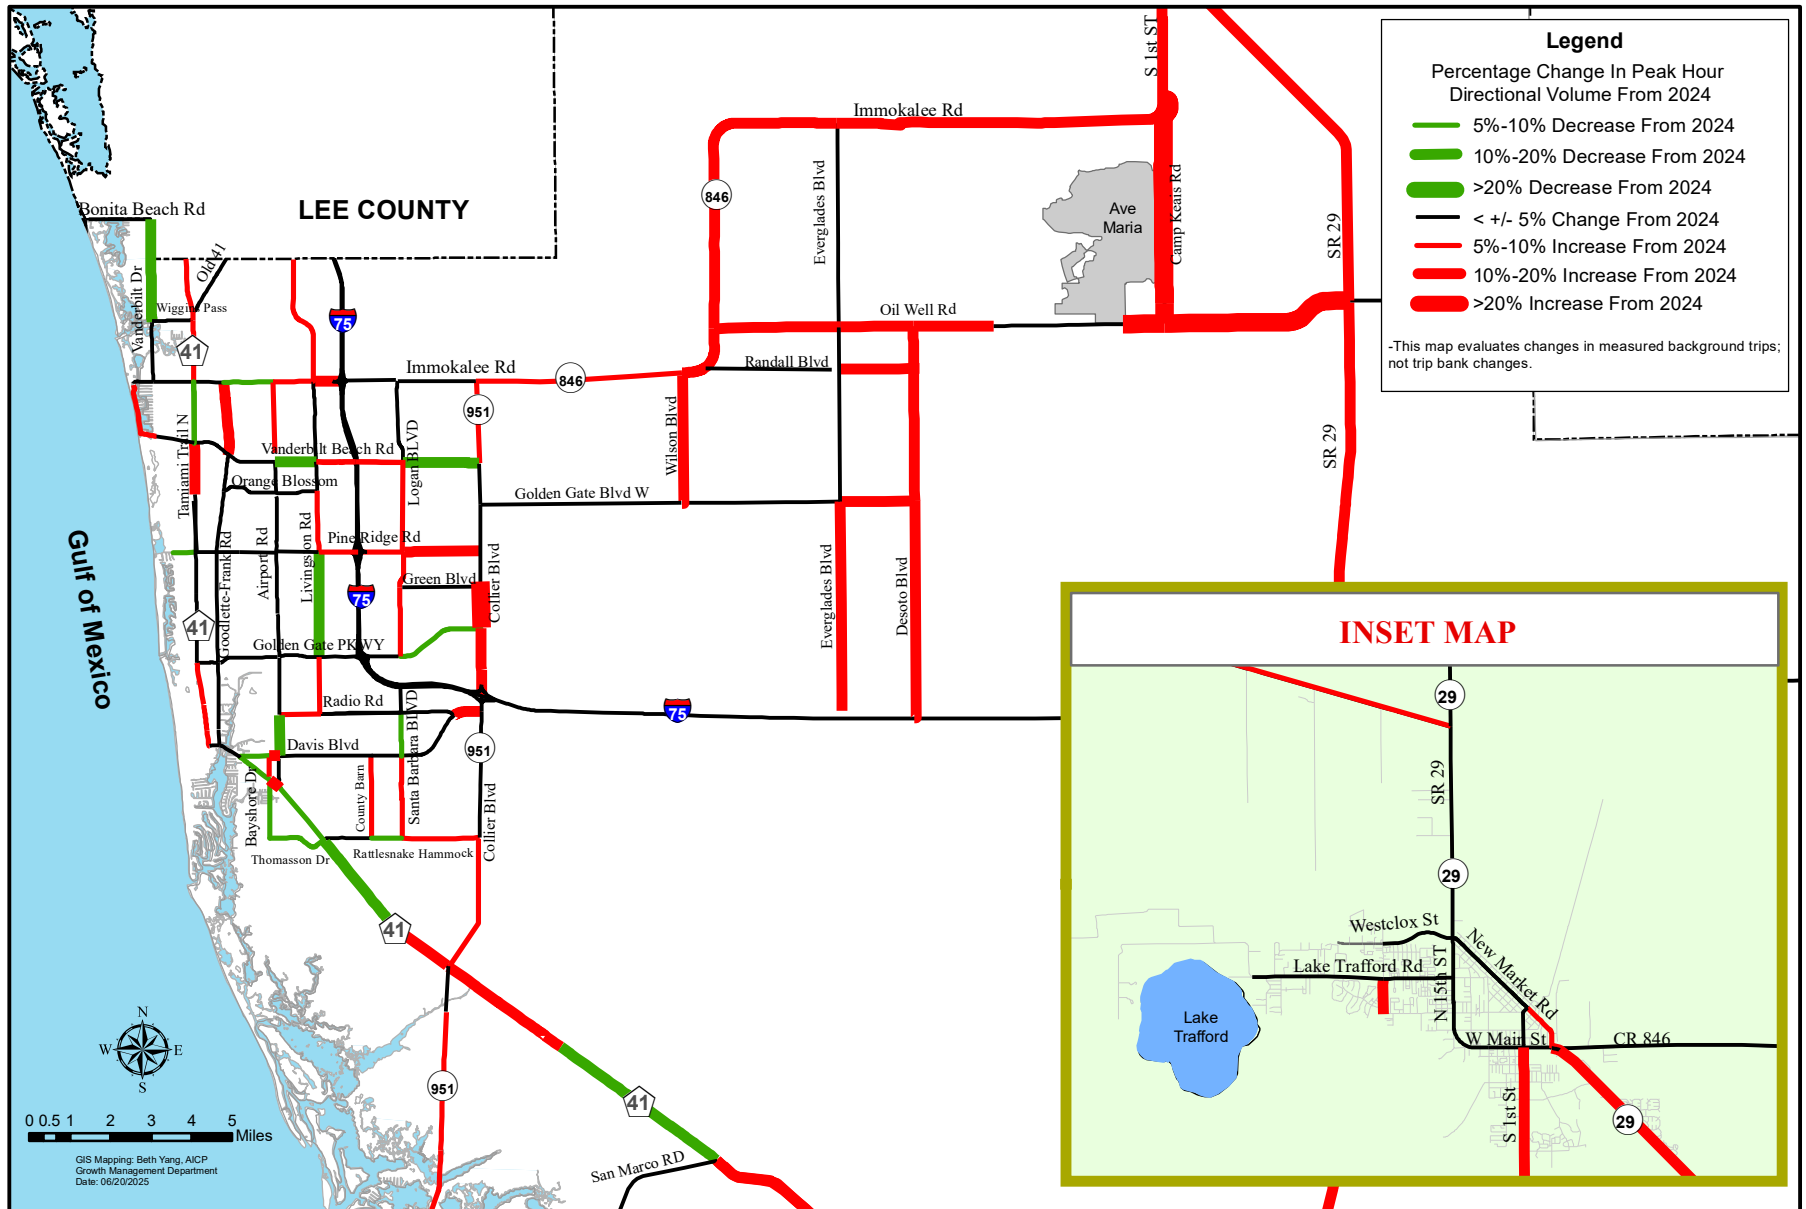 Legend
Percentage Change In Peak Hour
Directional Volume From 2024
5%-10% Decrease From 2024
10%-20% Decrease From 2024
>20% Decrease From 2024
< +/- 5% Change From 2024
5%-10% Increase From 2024
10%-20% Increase From 2024
>20% Increase From 2024
-This map evaluates changes in measured background trips;
not trip bank changes.
S 1st ST
Immokalee Rd
846
Everglades Blvd
Ave
Maria
Camp Keais Rd
SR 29
SR 29
Bonita Beach Rd
LEE COUNTY
Old 41
Vanderbilt Dr
Wiggins Pass
75
41
Oil Well Rd
Randall Blvd
Immokalee Rd
846
951
Wilson Blvd
Tamiami Trail N
Vanderbilt Beach Rd
Logan BLVD
Orange Blossom
Golden Gate Blvd W
Gulf of Mexico
Goodlette-Frank Rd
Airport Rd
Livingston Rd
Pine Ridge Rd
Green Blvd
Collier Blvd
75
41
Everglades Blvd
Desoto Blvd
Golden Gate PKWY
Radio Rd
Santa Barbara BLVD
75
Davis Blvd
951
Bayshore Dr
County Barn
Collier Blvd
Thomasson Dr
Rattlesnake Hammock
41
951
41
San Marco RD
N
W
E
S
0 0.5 1 2 3 4 5
Miles
GIS Mapping: Beth Yang, AICP
Growth Management Department
Date: 06/20/2025
INSET MAP
29
SR 29
29
Westclox St
New Market Rd
Lake Trafford Rd
N 15th ST
Lake
Trafford
W Main St
CR 846
S 1st St
29